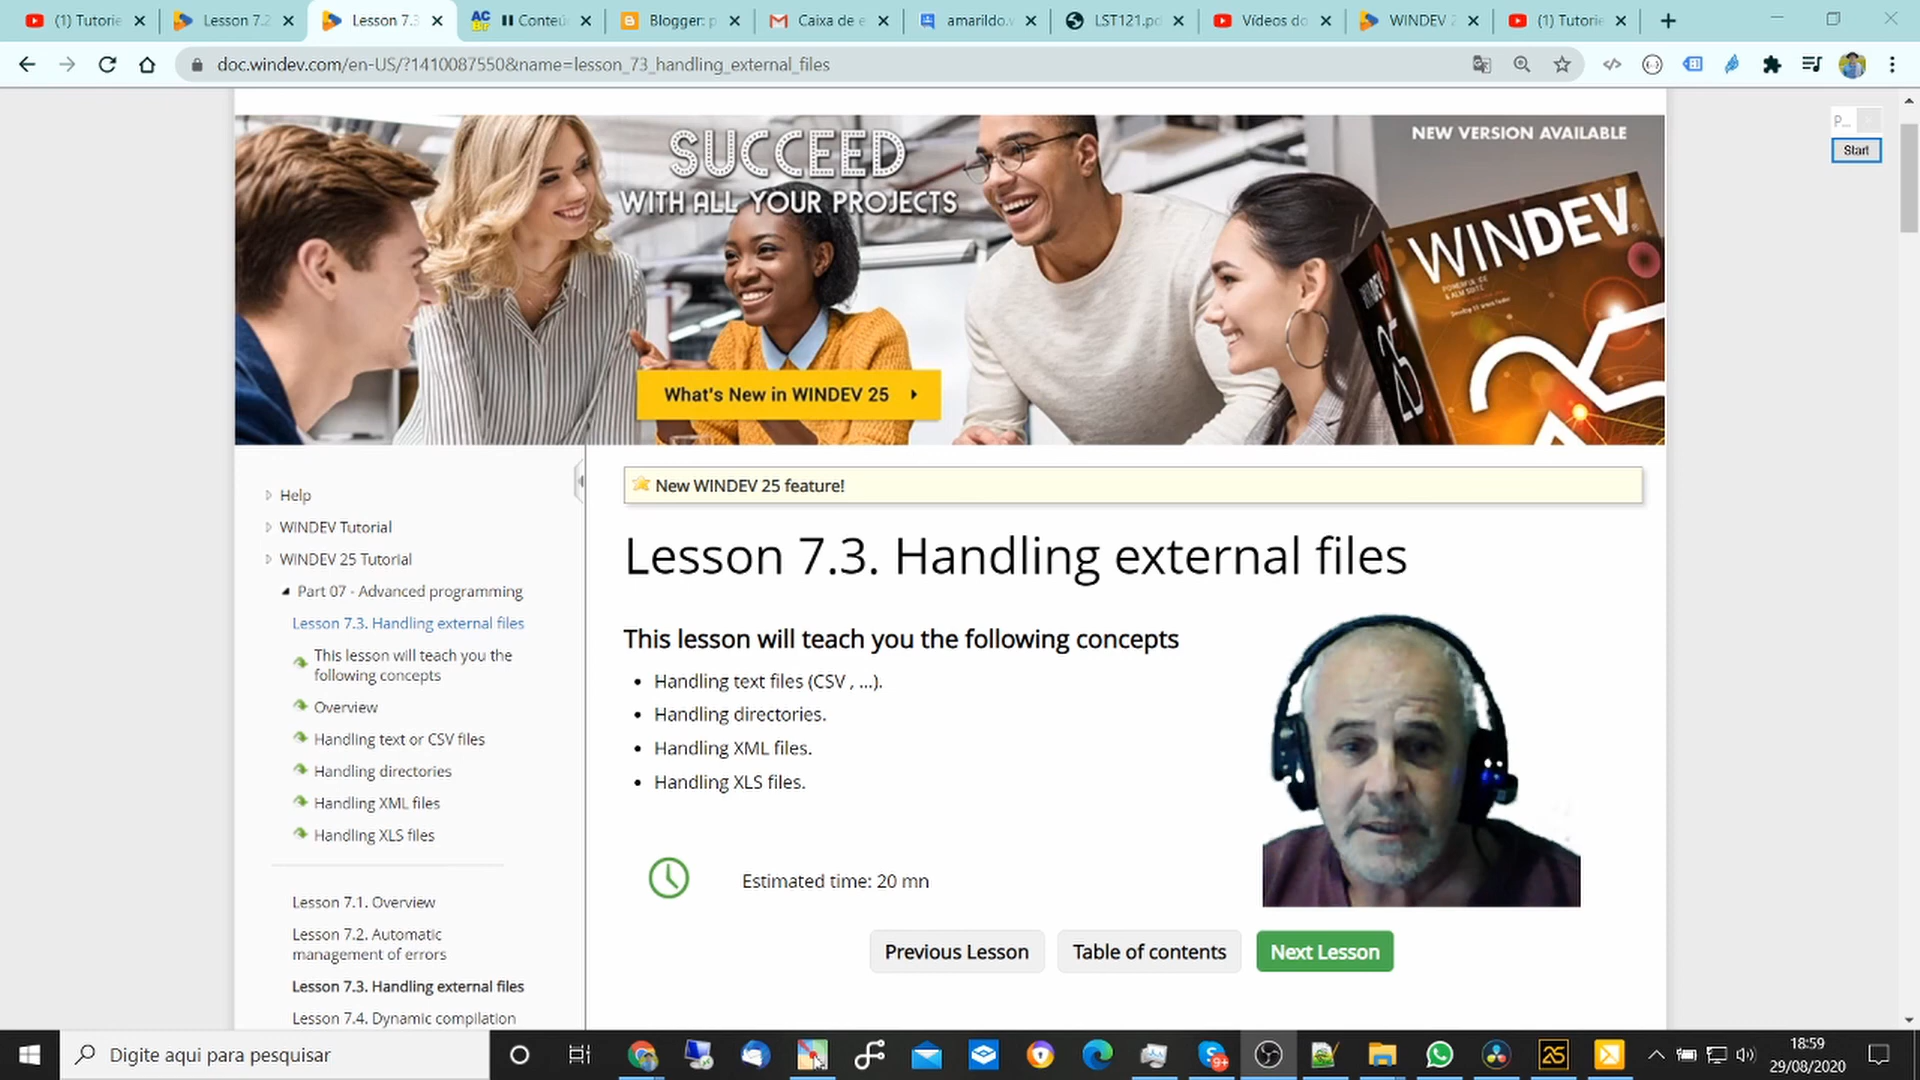 (1) Tutorie
Lesson 7.2
Lesson 7.3
Conteú
Blogger: p
Caixa de e
amarildo.v
LST121.pd
Vídeos do
WINDEV 2
(1) Tutorie
doc.windev.com/en-US/?1410087550&name=lesson_73_handling_external_files
SUCCEED
WITH ALL YOUR PROJECTS
NEW VERSION AVAILABLE
WINDEV
25
What's New in WINDEV 25
P...
Start
New WINDEV 25 feature!
Help
WINDEV Tutorial
WINDEV 25 Tutorial
Part 07 - Advanced programming
Lesson 7.3. Handling external files
This lesson will teach you the
following concepts
Overview
Handling text or CSV files
Handling directories
Handling XML files
Handling XLS files
Lesson 7.1. Overview
Lesson 7.2. Automatic
management of errors
Lesson 7.3. Handling external files
Lesson 7.4. Dynamic compilation
Lesson 7.3. Handling external files
This lesson will teach you the following concepts
• Handling text files (CSV , ...).
• Handling directories.
• Handling XML files.
• Handling XLS files.
Estimated time: 20 mn
Previous Lesson
Table of contents
Next Lesson
Digite aqui para pesquisar
9+
25
18:59
29/08/2020